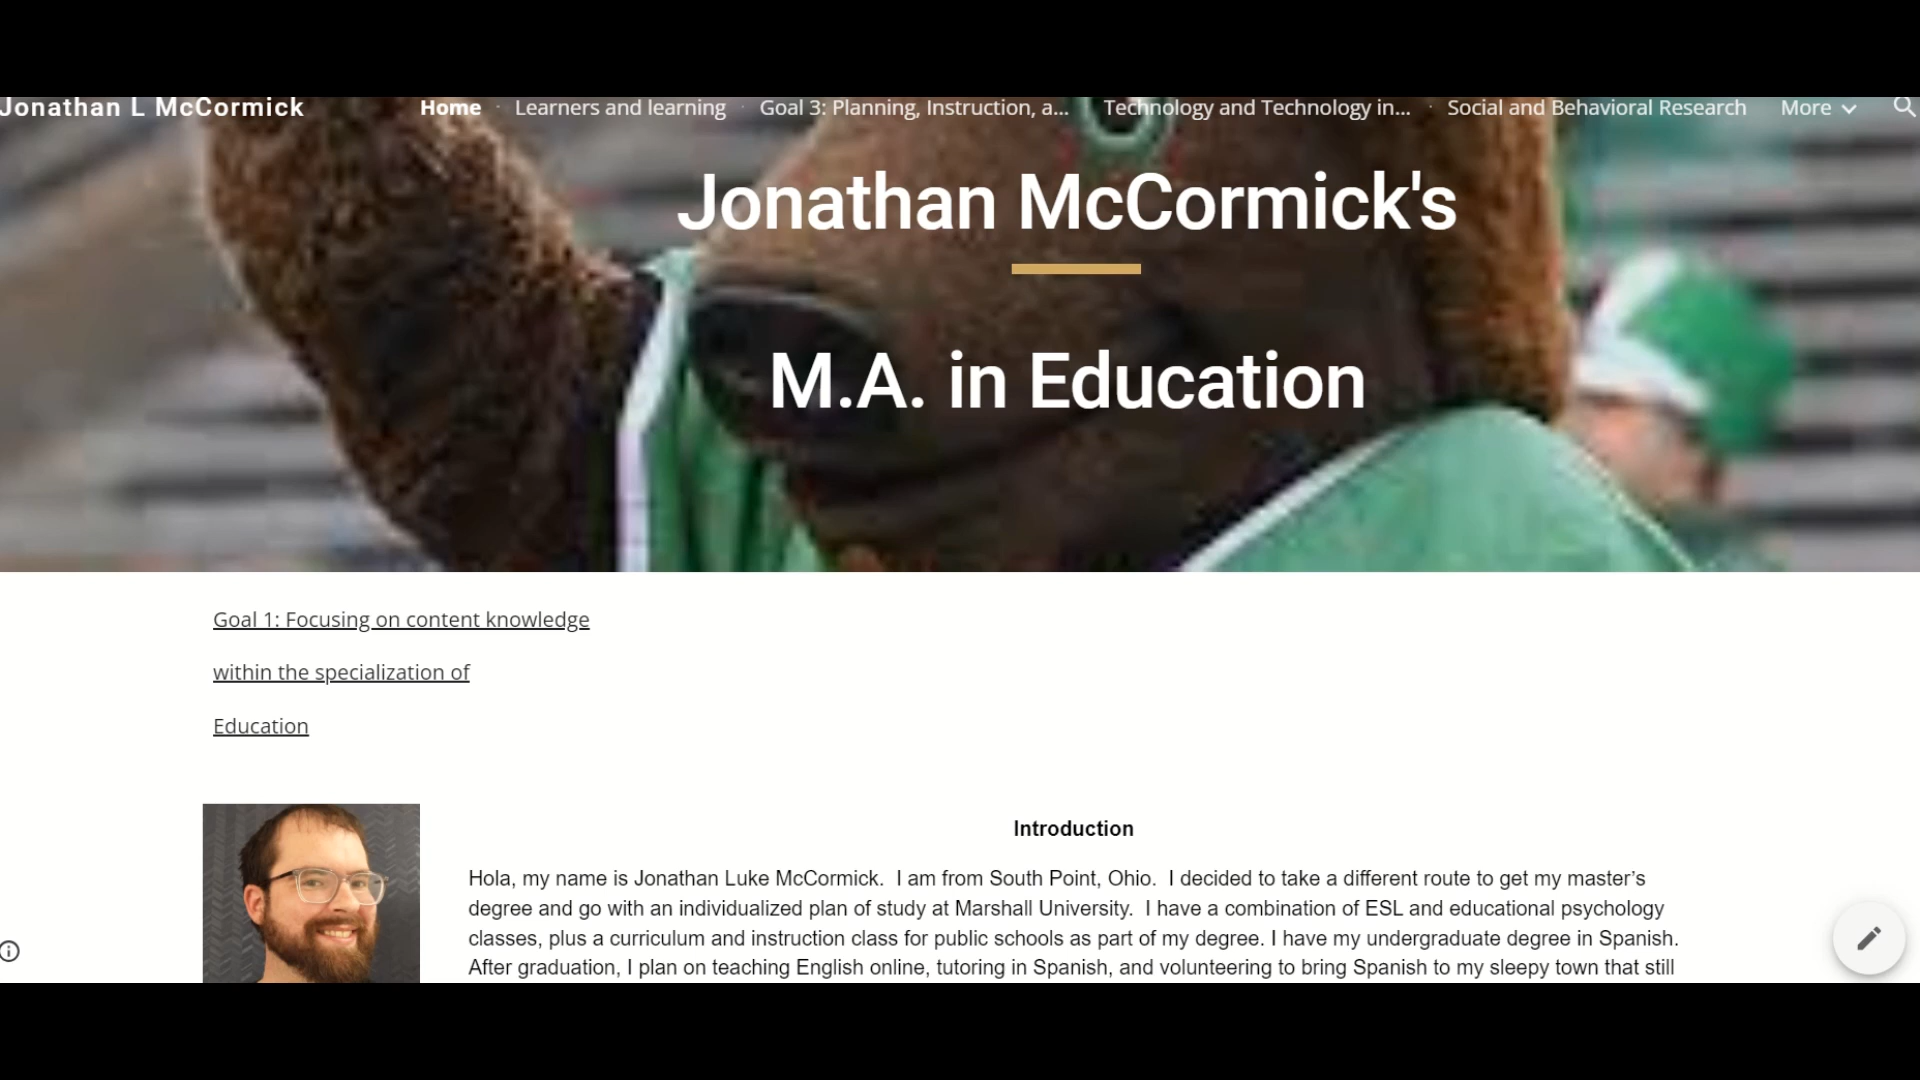 Jonathan L McCormick
Home · Learners and learning · Goal 3: Planning, Instruction, a... Technology and Technology in... · Social and Behavioral Research More
Jonathan McCormick's
M.A. in Education
Goal 1: Focusing on content knowledge
within the specialization of
Education
Introduction
Hola, my name is Jonathan Luke McCormick.  I am from South Point, Ohio.  I decided to take a different route to get my master’s
degree and go with an individualized plan of study at Marshall University.  I have a combination of ESL and educational psychology
classes, plus a curriculum and instruction class for public schools as part of my degree. I have my undergraduate degree in Spanish.
After graduation, I plan on teaching English online, tutoring in Spanish, and volunteering to bring Spanish to my sleepy town that still